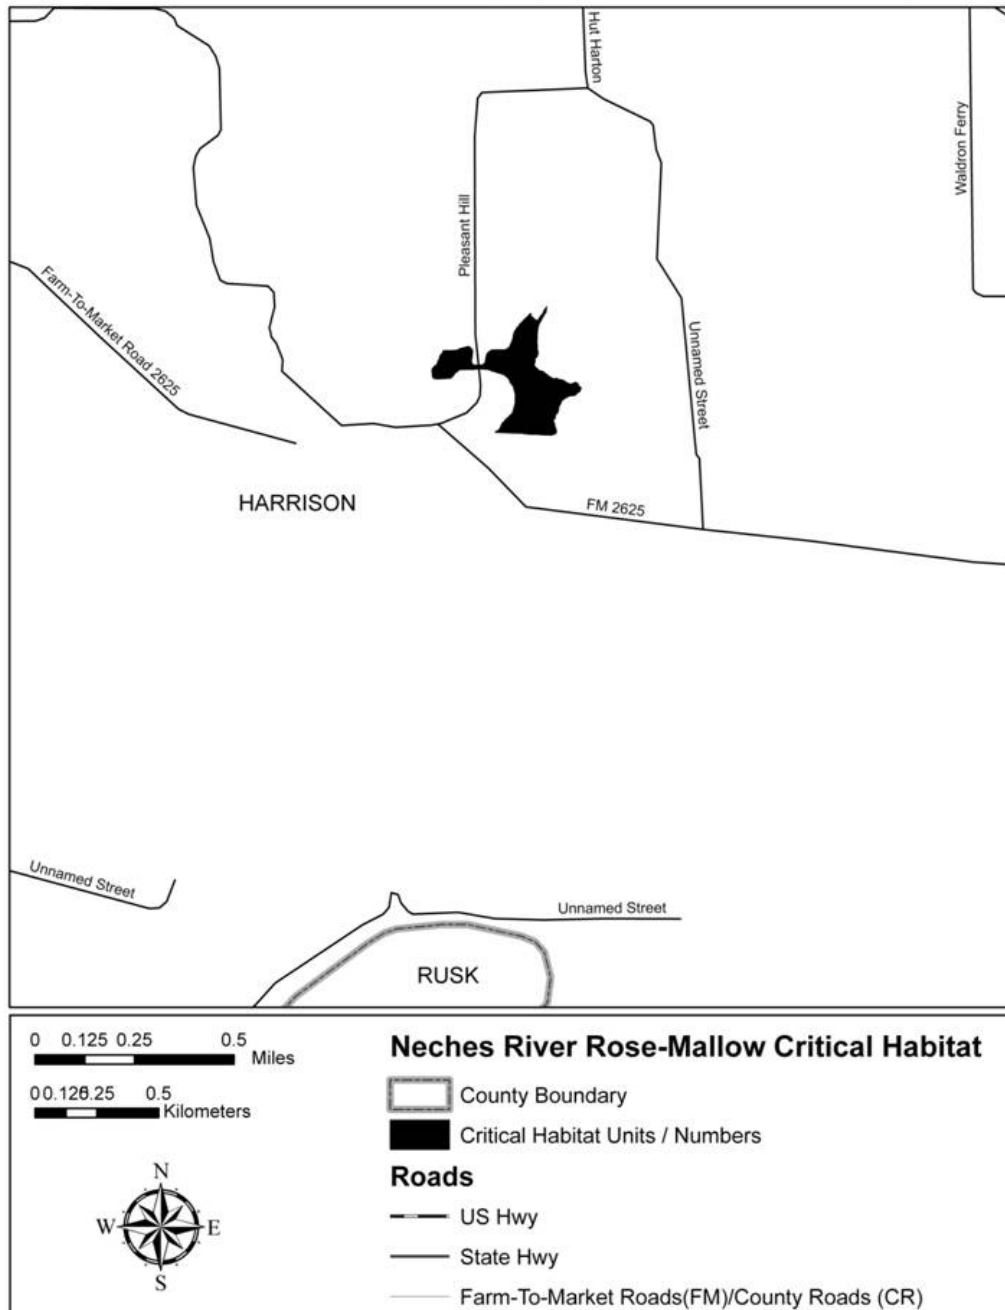 Hut Harton
Waldron Ferry
Pleasant Hill
Farm-To-Market Road 2625
Unnamed Street
HARRISON
FM 2625
Unnamed Street
Unnamed Street
RUSK
0 0.125 0.25 0.5
Miles
0 0.125 0.25 0.5
Kilometers
N
W E
S
Neches River Rose-Mallow Critical Habitat
County Boundary
Critical Habitat Units / Numbers
Roads
US Hwy
State Hwy
Farm-To-Market Roads(FM)/County Roads (CR)